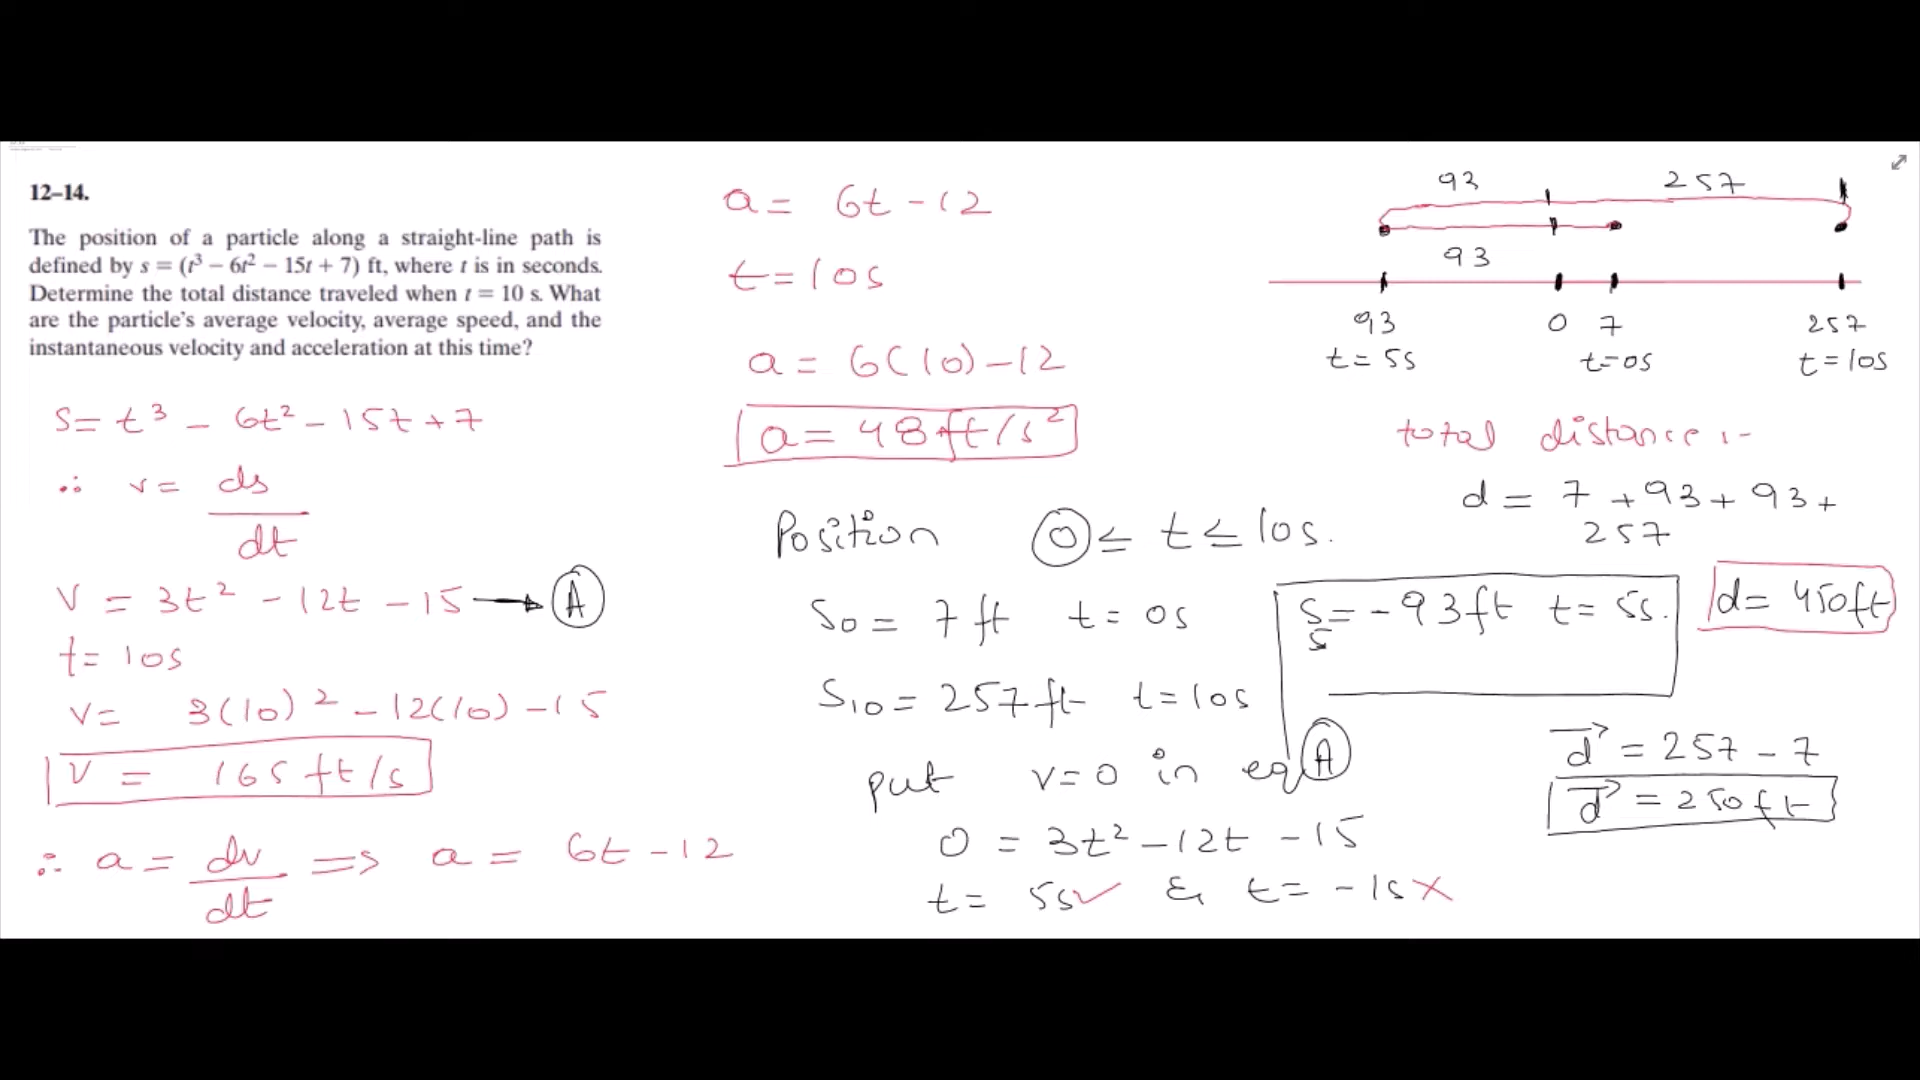 12–14.
The position of a particle along a straight-line path is
defined by s = (t³ – 6t² – 15t + 7) ft, where t is in seconds.
Determine the total distance traveled when t = 10 s. What
are the particle's average velocity, average speed, and the
instantaneous velocity and acceleration at this time?
S= t³ - 6t² - 15t + 7
∴ v= ds
dt
V = 3t² - 12t - 15 → A
t= 10s
v= 3(10)² - 12(10) - 15
V = 165 ft/s
∴ a = dv/dt => a = 6t - 12
a = 6t - 12
t = 10s
a = 6(10) - 12
a = 48 ft/s²
Position 0 ≤ t ≤ 10s.
S0 = 7 ft t = 0s
S10 = 257 ft t = 10s
put v=0 in eq A
0 = 3t² - 12t - 15
t = 5s ✓ & t = -1s ✗
S5 = -93 ft t = 5s.
93 257
93
93 0 7 257
t = 5s t=0s t=10s
total distance :-
d = 7 + 93 + 93 +
257
d = 450ft
d⃗ = 257 - 7
d⃗ = 250 ft